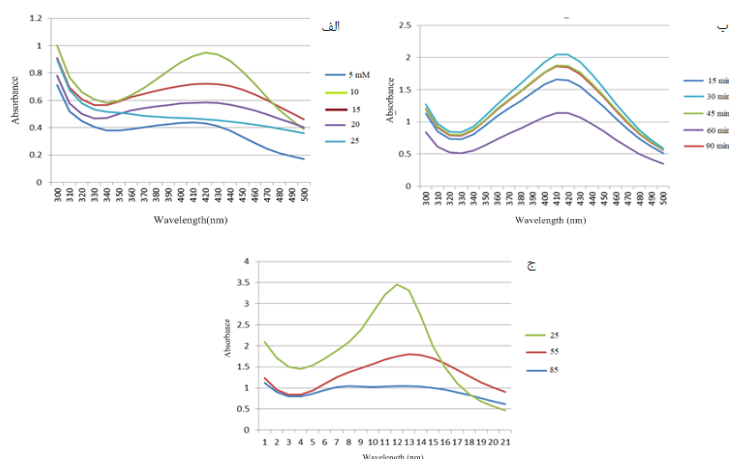 الف
1.2
1
0.8
0.6
0.4
0.2
0
Absorbance
300 310 320 330 340 350 360 370 380 390 400 410 420 430 440 450 460 470 480 490 500
Wavelength(nm)
5 mM
10
15
20
25
ب
2.5
2
1.5
1
0.5
0
Absorbance
300 310 320 330 340 350 360 370 380 390 400 410 420 430 440 450 460 470 480 490 500
Wavelength (nm)
15 min
30 min
45 min
60 min
90 min
ج
4
3.5
3
2.5
2
1.5
1
0.5
0
Absorbance
1 2 3 4 5 6 7 8 9 10 11 12 13 14 15 16 17 18 19 20 21
Wavelength (nm)
25
55
85